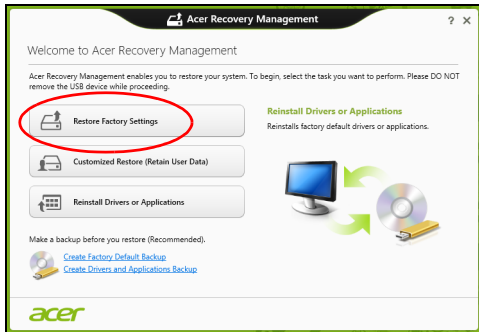 Acer Recovery Management
? ×
Welcome to Acer Recovery Management
Acer Recovery Management enables you to restore your system. To begin, select the task you want to perform. Please DO NOT
remove the USB device while proceeding.
Restore Factory Settings
Customized Restore (Retain User Data)
Reinstall Drivers or Applications
Reinstall Drivers or Applications
Reinstalls factory default drivers or applications.
Make a backup before you restore (Recommended).
Create Factory Default Backup
Create Drivers and Applications Backup
acer